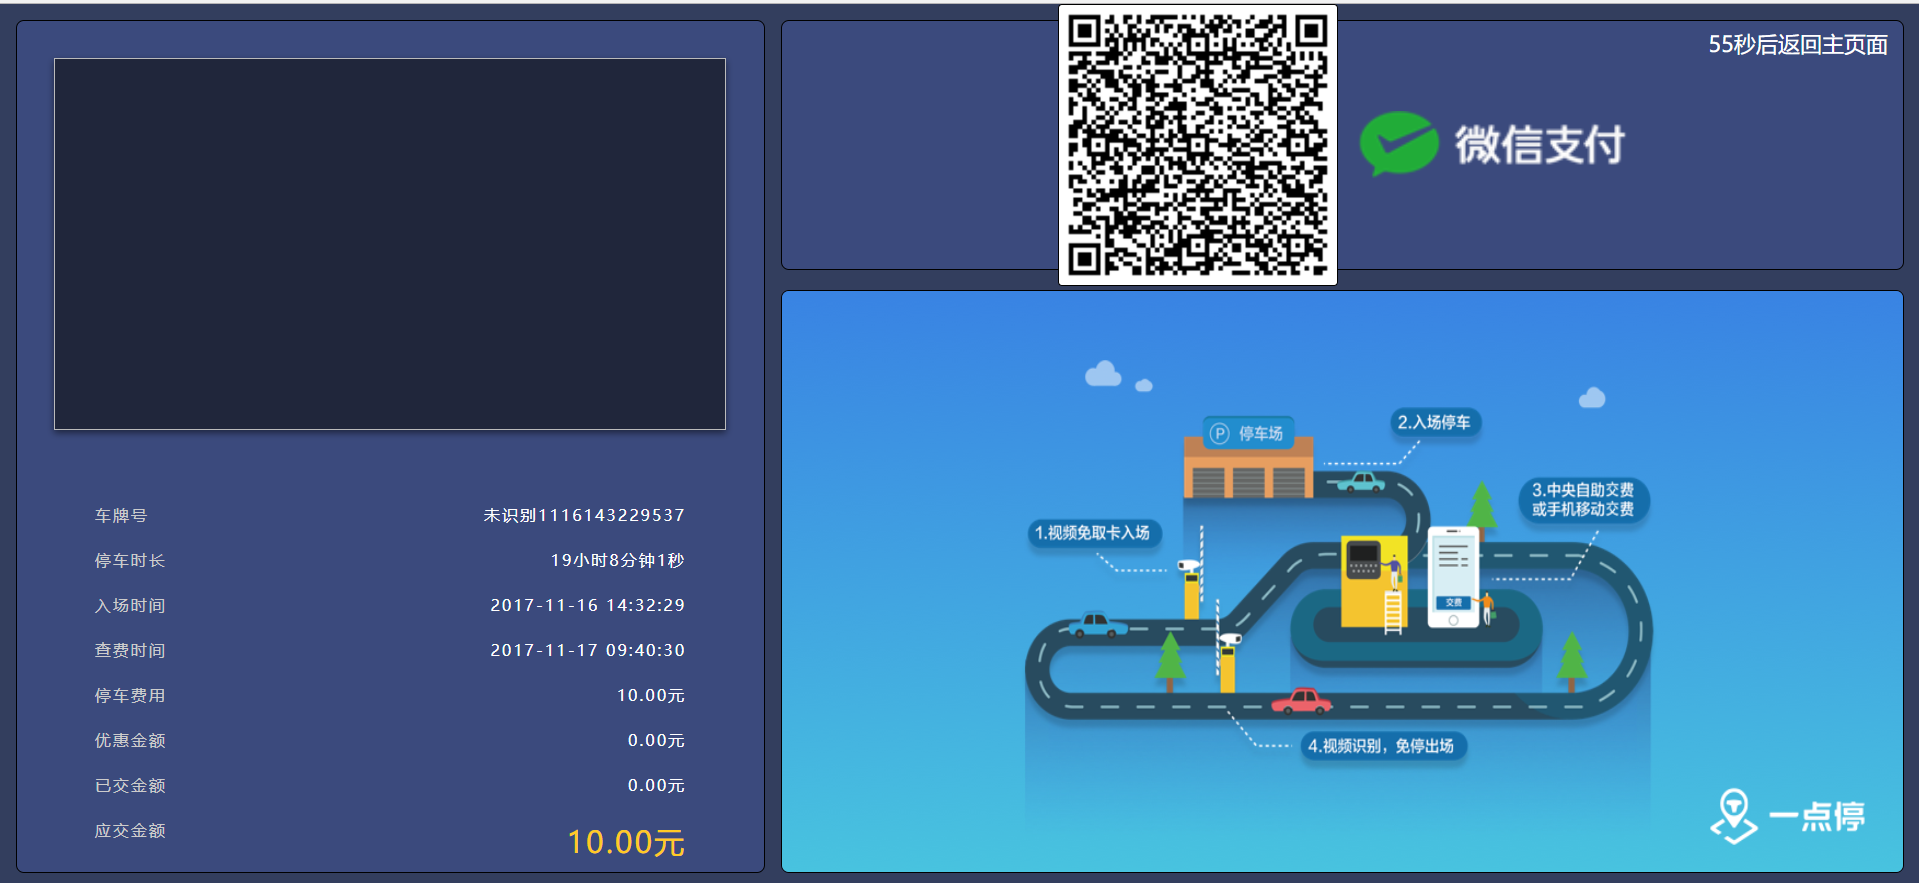 55秒后返回主页面
微信支付
车牌号 未识别1116143229537
停车时长 19小时8分钟1秒
入场时间 2017-11-16 14:32:29
查费时间 2017-11-17 09:40:30
停车费用 10.00元
优惠金额 0.00元
已交金额 0.00元
应交金额 10.00元
P 停车场
2.入场停车
3.中央自助交费
或手机移动交费
1.视频免取卡入场
交费
4.视频识别，免停出场
一点停